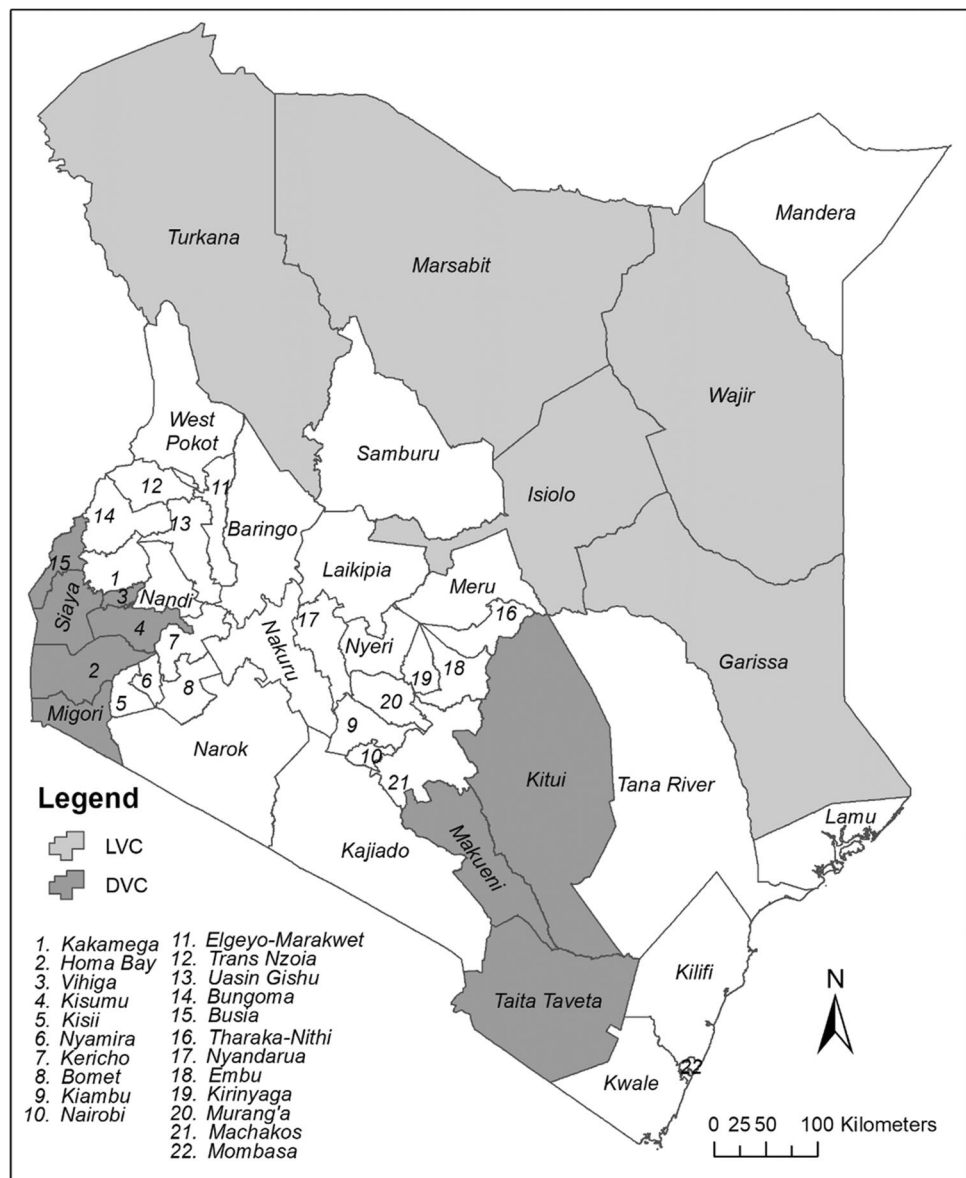 Turkana
Marsabit
Mandera
Wajir
West
Pokot
Samburu
Isiolo
12
11
14
13
Baringo
15
Laikipia
Meru
1
3
Nandi
Siaya
4
16
17
7
Nakuru
Nyeri
18
19
Garissa
2
6
8
20
5
Migori
9
Narok
10
Kitui
Tana River
21
Lamu
Legend
LVC
DVC
Kajiado
Makueni
Kilifi
Taita Taveta
N
22
Kwale
1. Kakamega
2. Homa Bay
3. Vihiga
4. Kisumu
5. Kisii
6. Nyamira
7. Kericho
8. Bomet
9. Kiambu
10. Nairobi
11. Elgeyo-Marakwet
12. Trans Nzoia
13. Uasin Gishu
14. Bungoma
15. Busia
16. Tharaka-Nithi
17. Nyandarua
18. Embu
19. Kirinyaga
20. Murang'a
21. Machakos
22. Mombasa
0 25 50 100 Kilometers